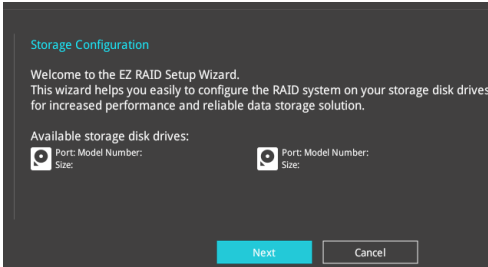 Storage Configuration
Welcome to the EZ RAID Setup Wizard.
This wizard helps you easily to configure the RAID system on your storage disk drives
for increased performance and reliable data storage solution.
Available storage disk drives:
Port: Model Number:
Size:
Port: Model Number:
Size:
Next
Cancel